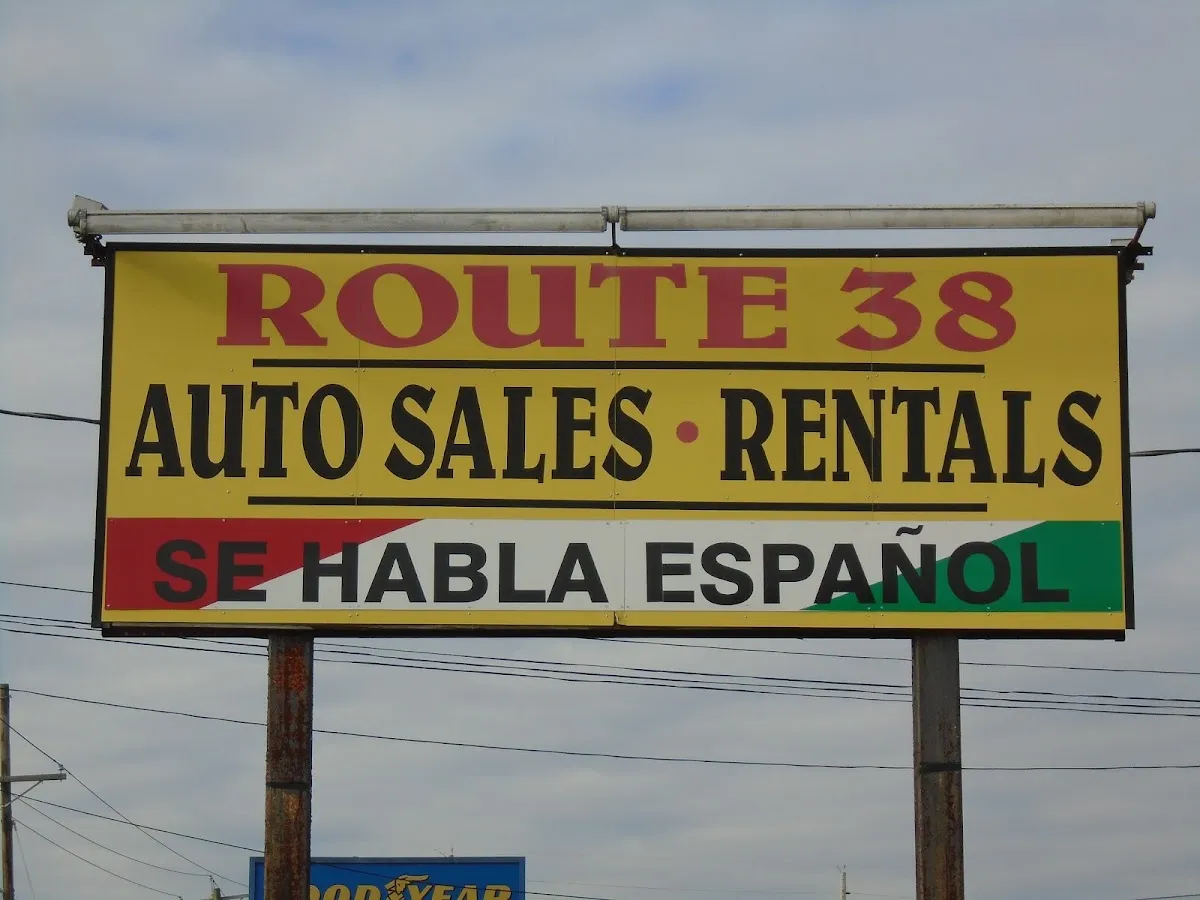 ROUTE 38
AUTO SALES • RENTALS
SE HABLA ESPAÑOL